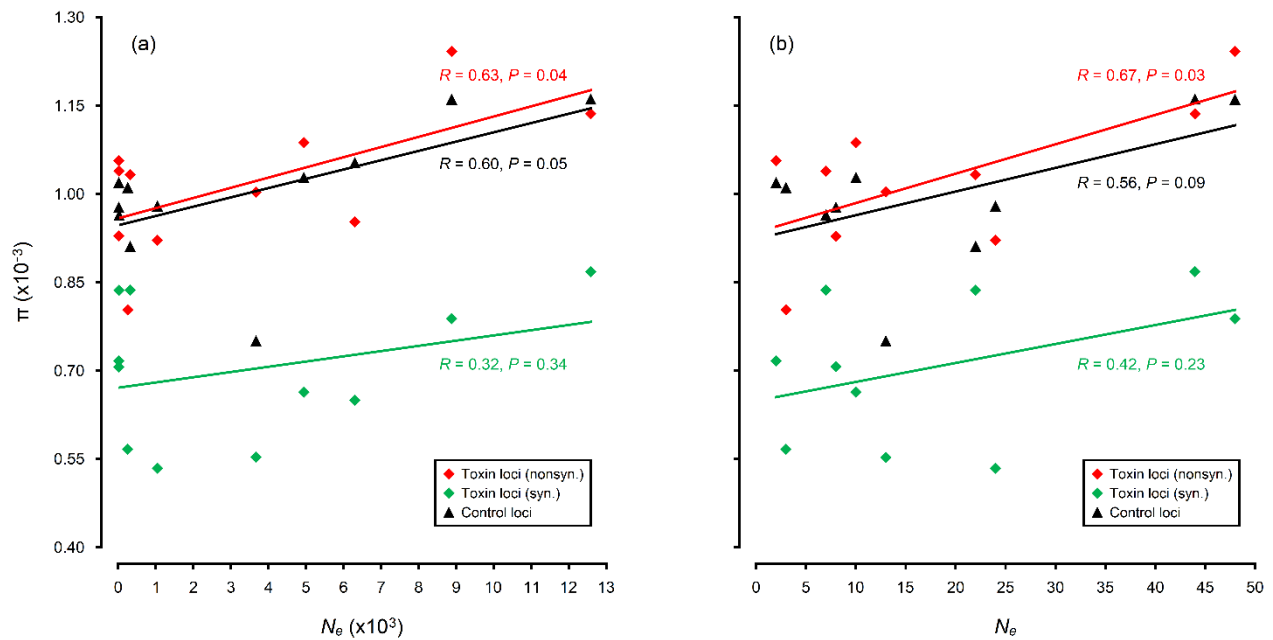 (a)
1.30
1.15
1.00
0.85
0.70
0.55
0.40
π (x10⁻³)
R = 0.63, P = 0.04
R = 0.60, P = 0.05
R = 0.32, P = 0.34
Toxin loci (nonsyn.)
Toxin loci (syn.)
Control loci
0 1 2 3 4 5 6 7 8 9 10 11 12 13
Nₑ (x10³)
(b)
R = 0.67, P = 0.03
R = 0.56, P = 0.09
R = 0.42, P = 0.23
Toxin loci (nonsyn.)
Toxin loci (syn.)
Control loci
0 5 10 15 20 25 30 35 40 45 50
Nₑ